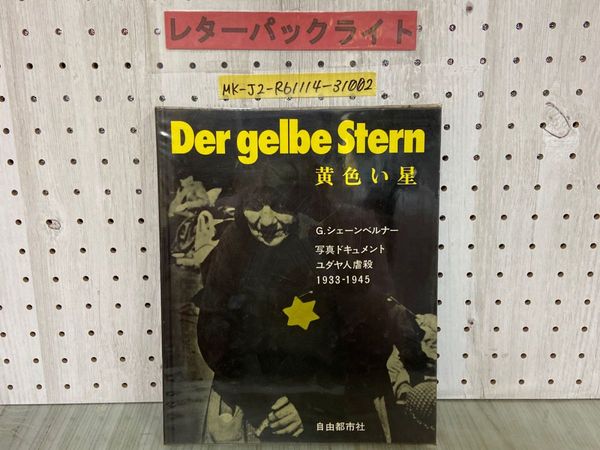 レターパックライト
MK-J2-R61114-31002
Der gelbe Stern
黄色い星
G.シェーンベルナー
写真ドキュメント
ユダヤ人虐殺
1933-1945
自由都市社